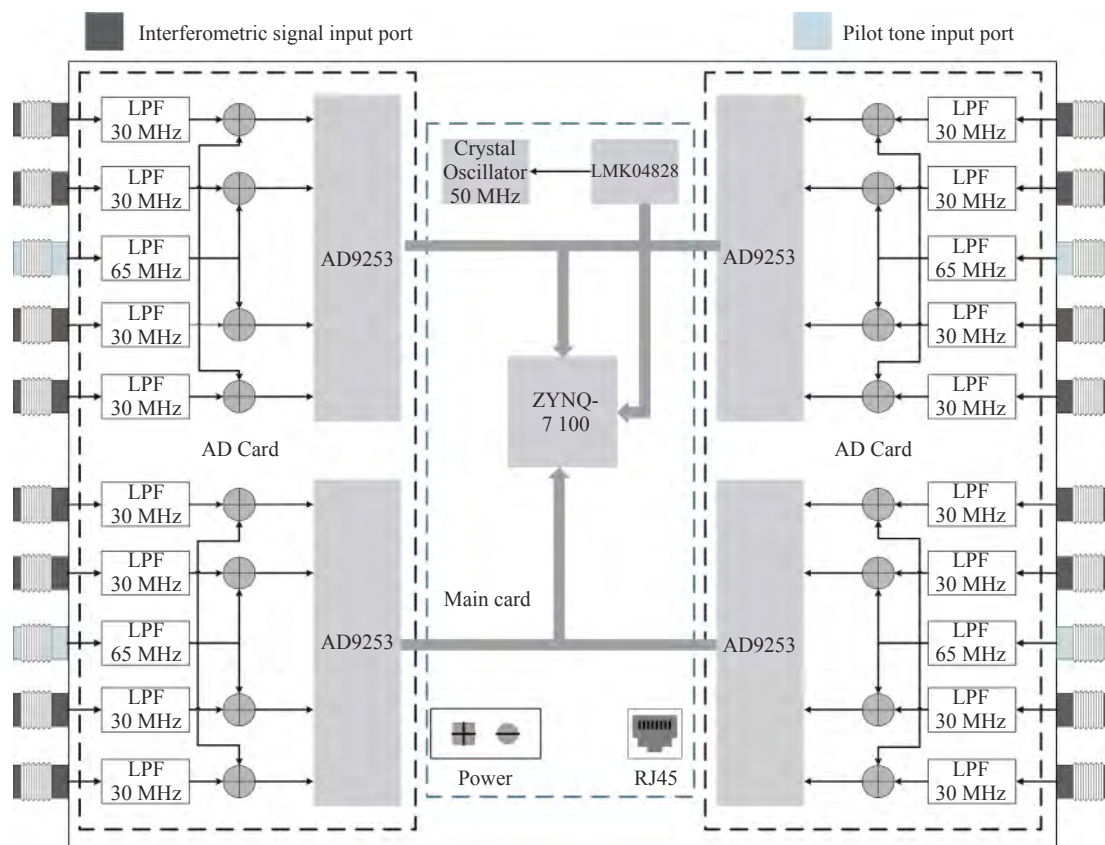 Interferometric signal input port
Pilot tone input port
LPF
30 MHz
LPF
30 MHz
LPF
65 MHz
LPF
30 MHz
LPF
30 MHz
AD9253
AD Card
Crystal
Oscillator
50 MHz
LMK04828
ZYNQ-
7 100
AD9253
LPF
30 MHz
LPF
30 MHz
LPF
65 MHz
LPF
30 MHz
LPF
30 MHz
AD Card
LPF
30 MHz
LPF
30 MHz
LPF
65 MHz
LPF
30 MHz
LPF
30 MHz
AD9253
Main card
Power
RJ45
AD9253
LPF
30 MHz
LPF
30 MHz
LPF
65 MHz
LPF
30 MHz
LPF
30 MHz